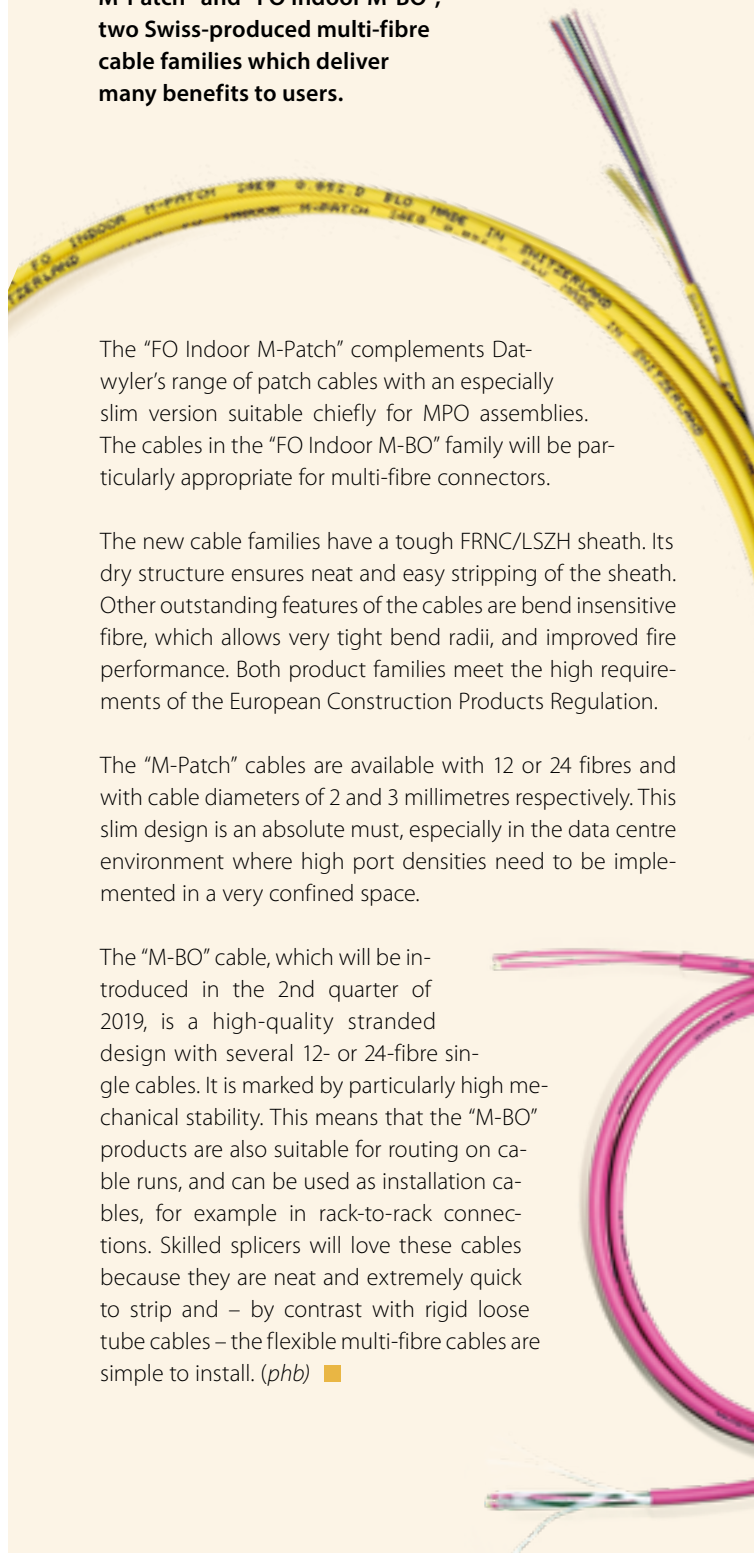 M-Patch” and “FO Indoor M-BO”,
two Swiss-produced multi-fibre
cable families which deliver
many benefits to users.
FO INDOOR M-PATCH 24E9 0.052 D BLO MADE IN SWITZERLAND
TZERLAND FO INDOOR M-PATCH 24E9 MADE IN SWITZERLAND
The “FO Indoor M-Patch” complements Dat-
wyler’s range of patch cables with an especially
slim version suitable chiefly for MPO assemblies.
The cables in the “FO Indoor M-BO” family will be par-
ticularly appropriate for multi-fibre connectors.
The new cable families have a tough FRNC/LSZH sheath. Its
dry structure ensures neat and easy stripping of the sheath.
Other outstanding features of the cables are bend insensitive
fibre, which allows very tight bend radii, and improved fire
performance. Both product families meet the high require-
ments of the European Construction Products Regulation.
The “M-Patch” cables are available with 12 or 24 fibres and
with cable diameters of 2 and 3 millimetres respectively. This
slim design is an absolute must, especially in the data centre
environment where high port densities need to be imple-
mented in a very confined space.
The “M-BO” cable, which will be in-
troduced in the 2nd quarter of
2019, is a high-quality stranded
design with several 12- or 24-fibre sin-
gle cables. It is marked by particularly high me-
chanical stability. This means that the “M-BO”
products are also suitable for routing on ca-
ble runs, and can be used as installation ca-
bles, for example in rack-to-rack connec-
tions. Skilled splicers will love these cables
because they are neat and extremely quick
to strip and – by contrast with rigid loose
tube cables – the flexible multi-fibre cables are
simple to install. (phb)